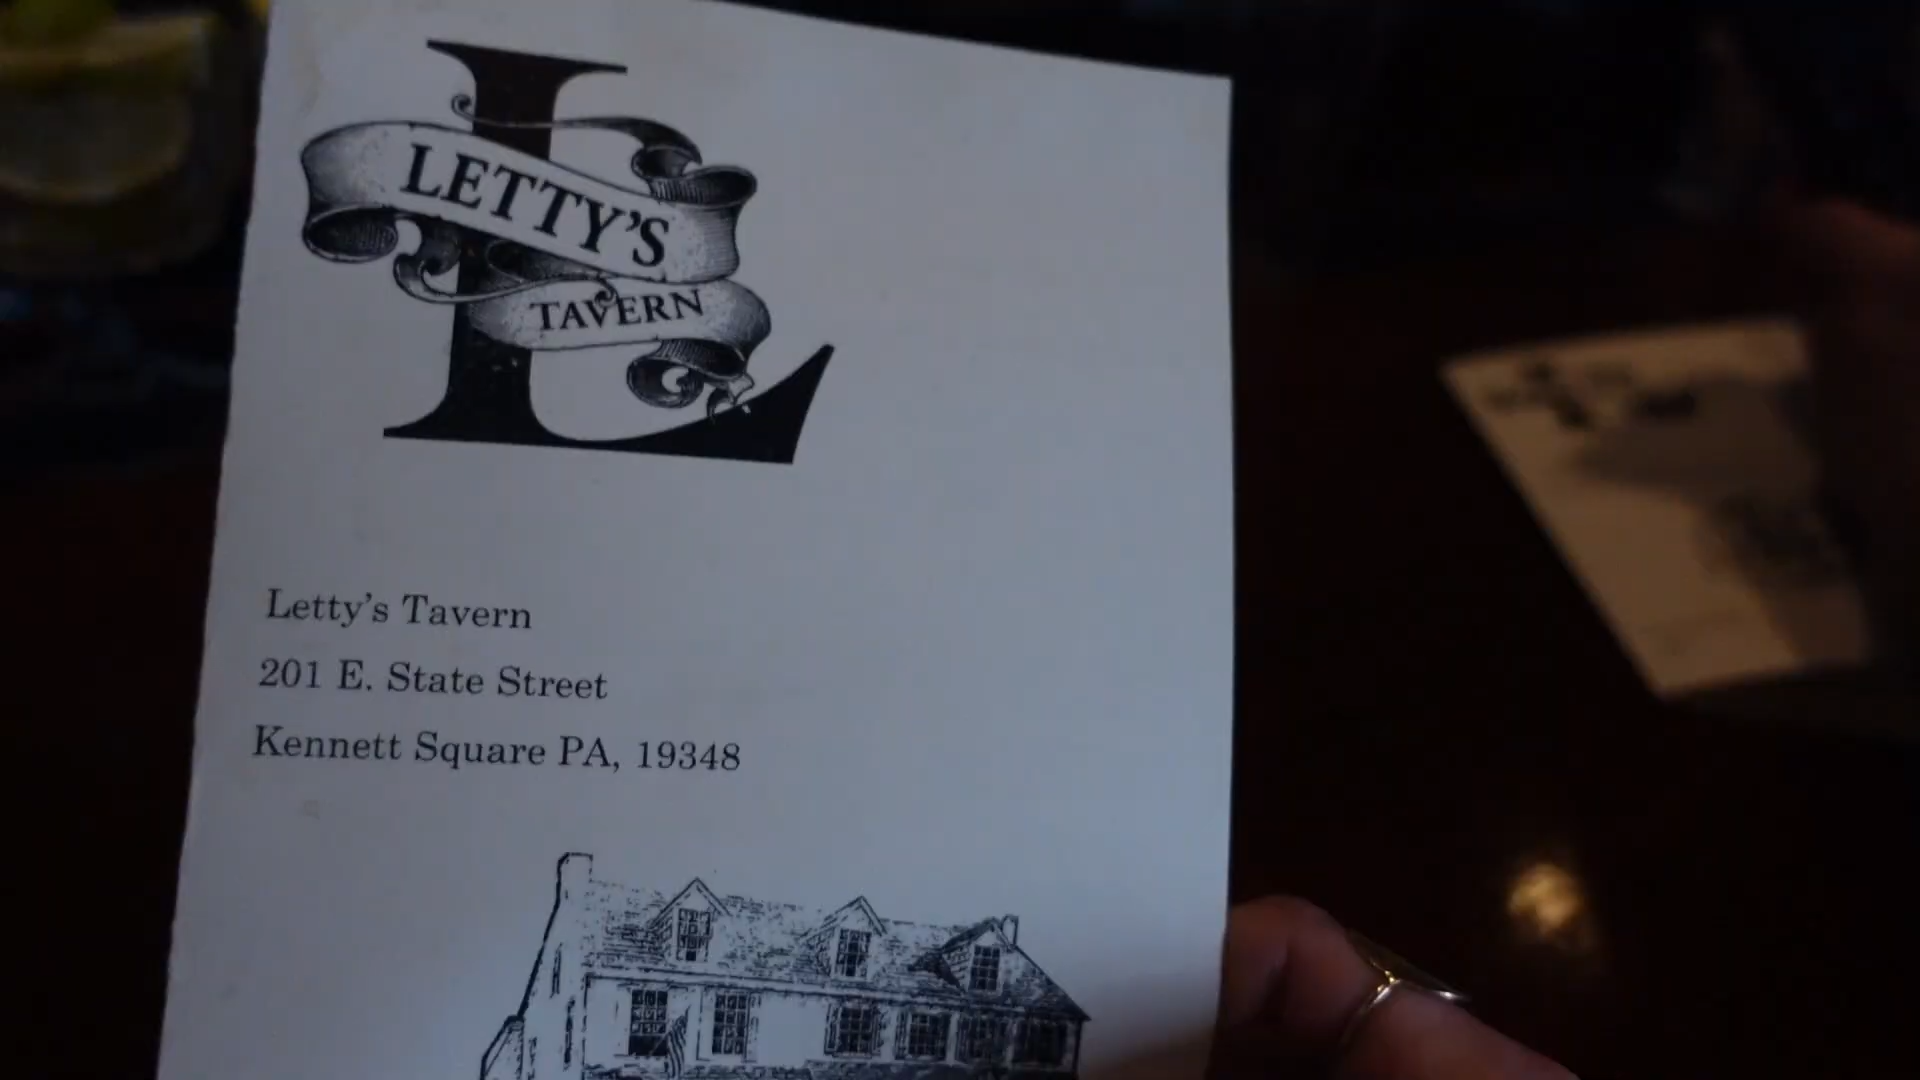 LETTY'S
TAVERN
Letty's Tavern
201 E. State Street
Kennett Square PA, 19348